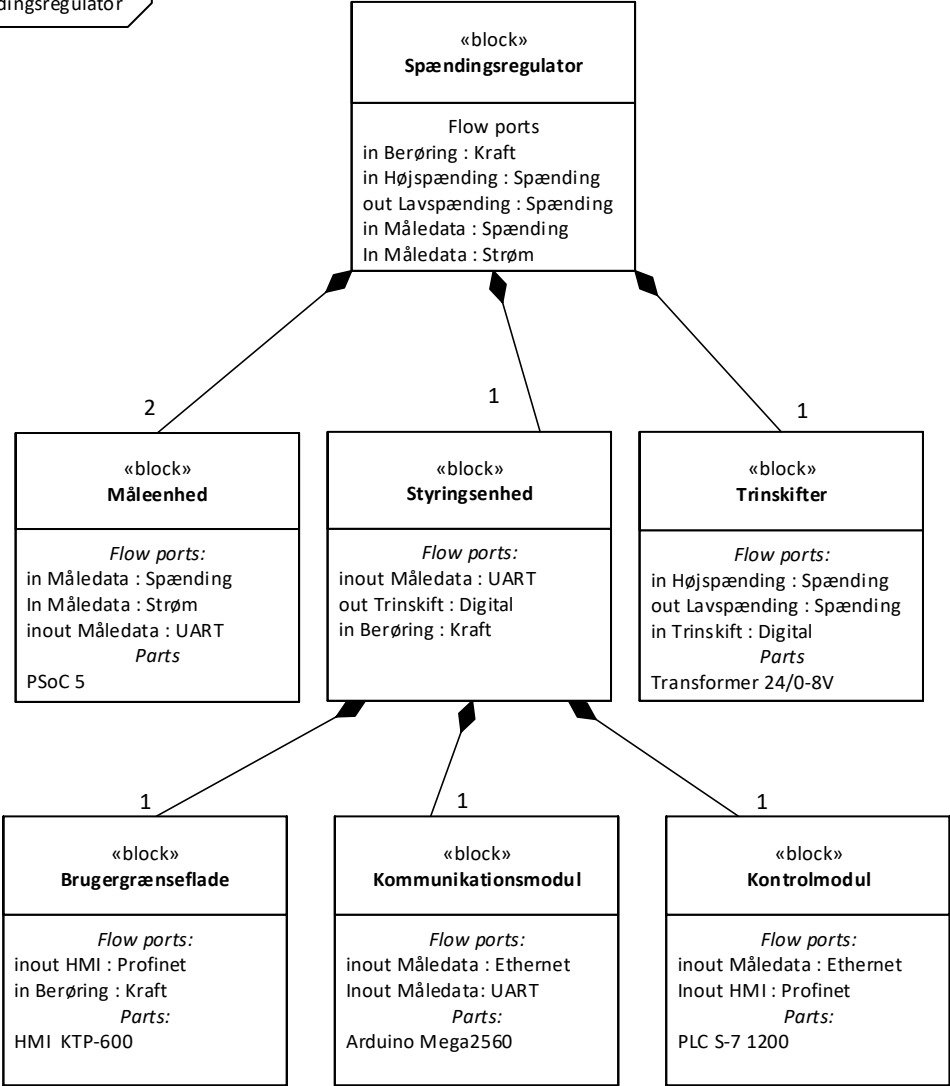 dingsregulator
«block»
Spændingsregulator
Flow ports
in Berøring : Kraft
in Højspænding : Spænding
out Lavspænding : Spænding
in Måledata : Spænding
In Måledata : Strøm
2
1
1
«block»
Måleenhed
Flow ports:
in Måledata : Spænding
In Måledata : Strøm
inout Måledata : UART
Parts
PSoC 5
«block»
Styringsenhed
Flow ports:
inout Måledata : UART
out Trinskift : Digital
in Berøring : Kraft
«block»
Trinskifter
Flow ports:
in Højspænding : Spænding
out Lavspænding : Spænding
in Trinskift : Digital
Parts
Transformer 24/0-8V
1
1
1
«block»
Brugergrænseflade
Flow ports:
inout HMI : Profinet
in Berøring : Kraft
Parts:
HMI KTP-600
«block»
Kommunikationsmodul
Flow ports:
inout Måledata : Ethernet
Inout Måledata: UART
Parts:
Arduino Mega2560
«block»
Kontrolmodul
Flow ports:
inout Måledata : Ethernet
Inout HMI : Profinet
Parts:
PLC S-7 1200